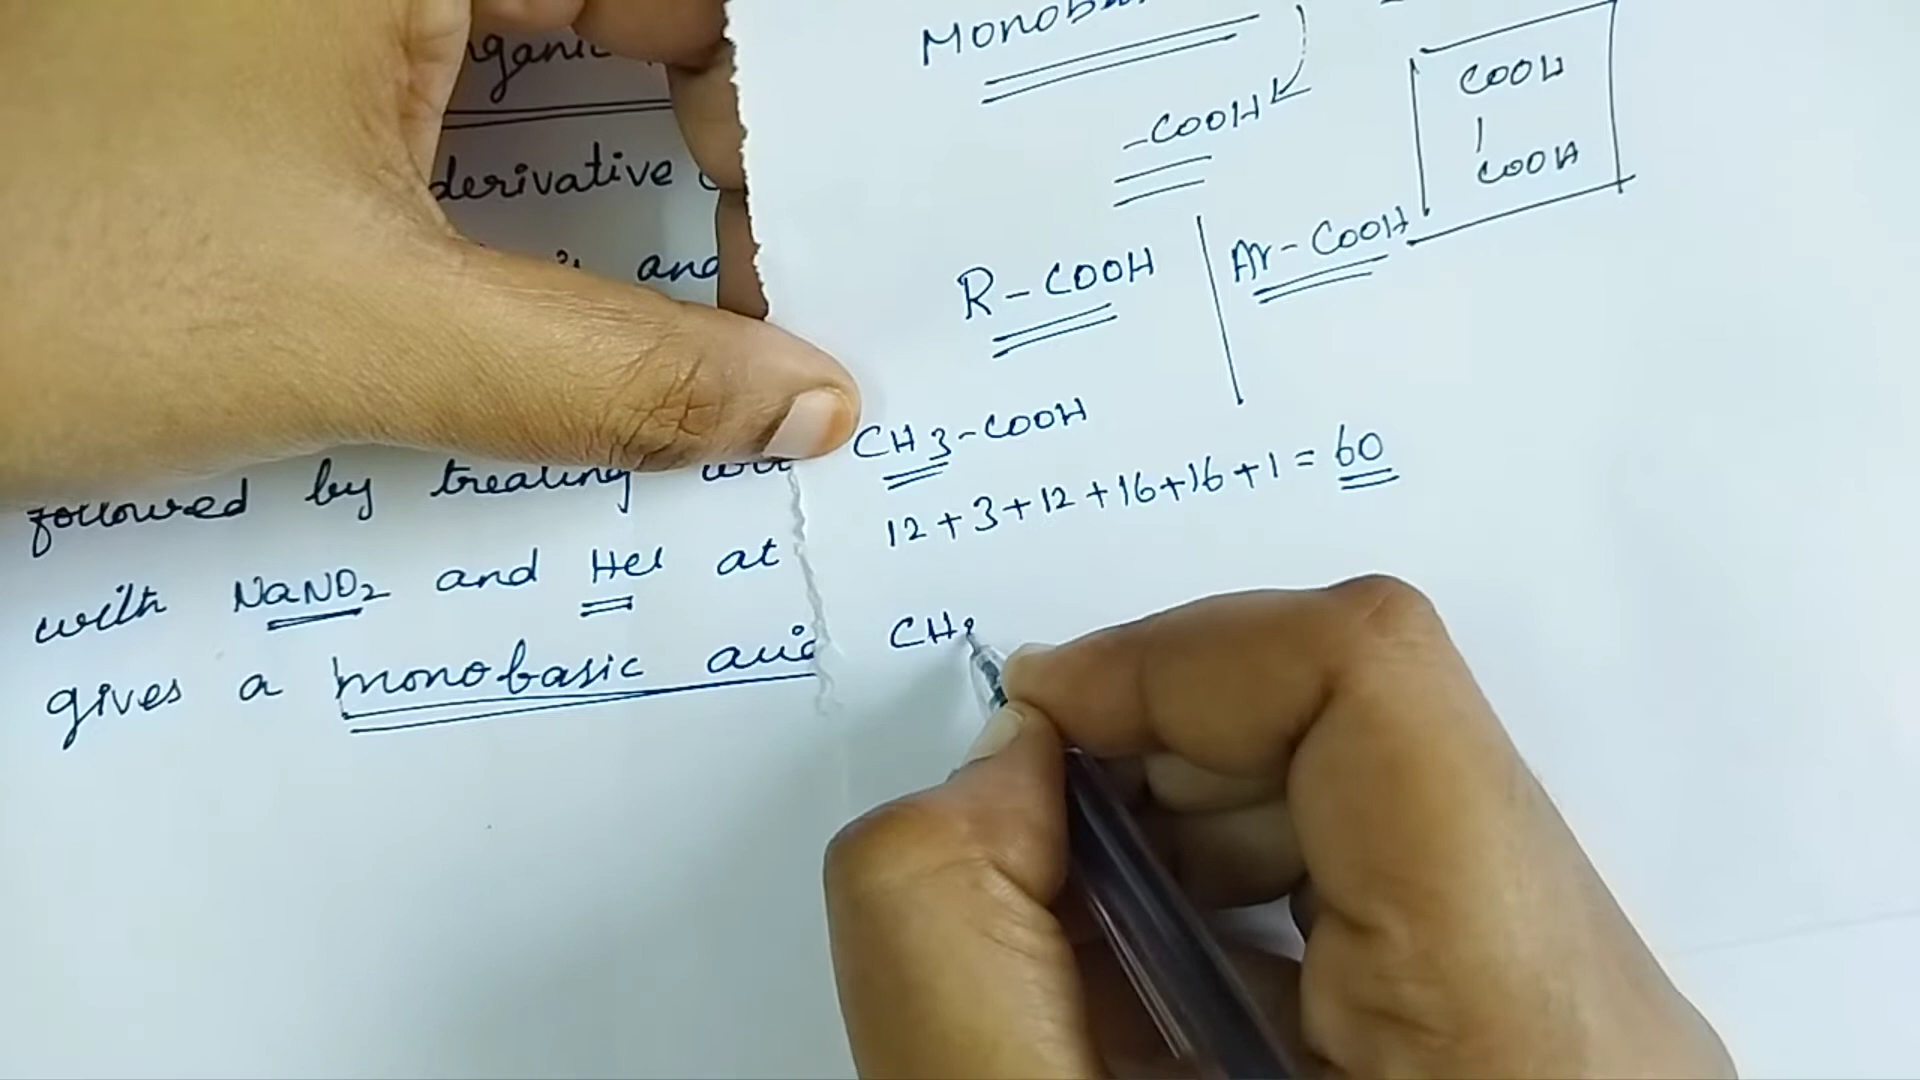 derivative
and
followed by treating
with NaNO2 and Hcl at
gives a monobasic
-COOH
COOH
|
COOH
R-COOH
Ar-COOH
CH3-COOH
12+3+12+16+16+1=60
CH3